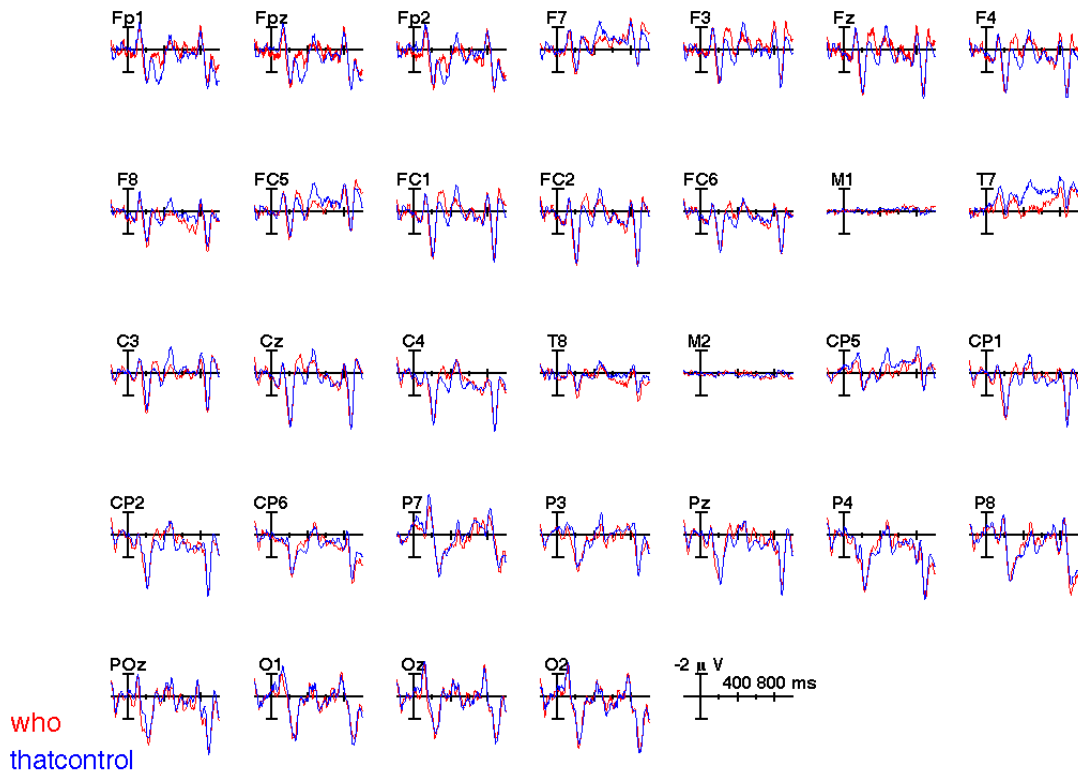 Fp1 Fpz Fp2 F7 F3 Fz F4
F8 FC5 FC1 FC2 FC6 M1 T7
C3 Cz C4 T8 M2 CP5 CP1
CP2 CP6 P7 P3 Pz P4 P8
POz O1 Oz O2 -2 μ V
400 800 ms
who
thatcontrol